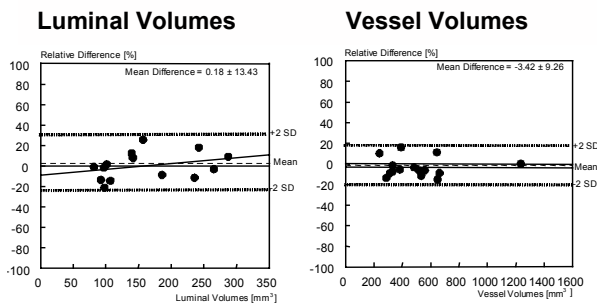 Luminal Volumes
Relative Difference [%]
Mean Difference = 0.18 ± 13.43
100
80
60
40
20
0
-20
-40
-60
-80
-100
+2 SD
Mean
-2 SD
0 50 100 150 200 250 300 350
Luminal Volumes [mm³]
Vessel Volumes
Relative Difference [%]
Mean Difference = -3.42 ± 9.26
100
80
60
40
20
0
-20
-40
-60
-80
-100
+2 SD
Mean
-2 SD
0 200 400 600 800 1000 1200 1400 1600
Vessel Volumes [mm³]